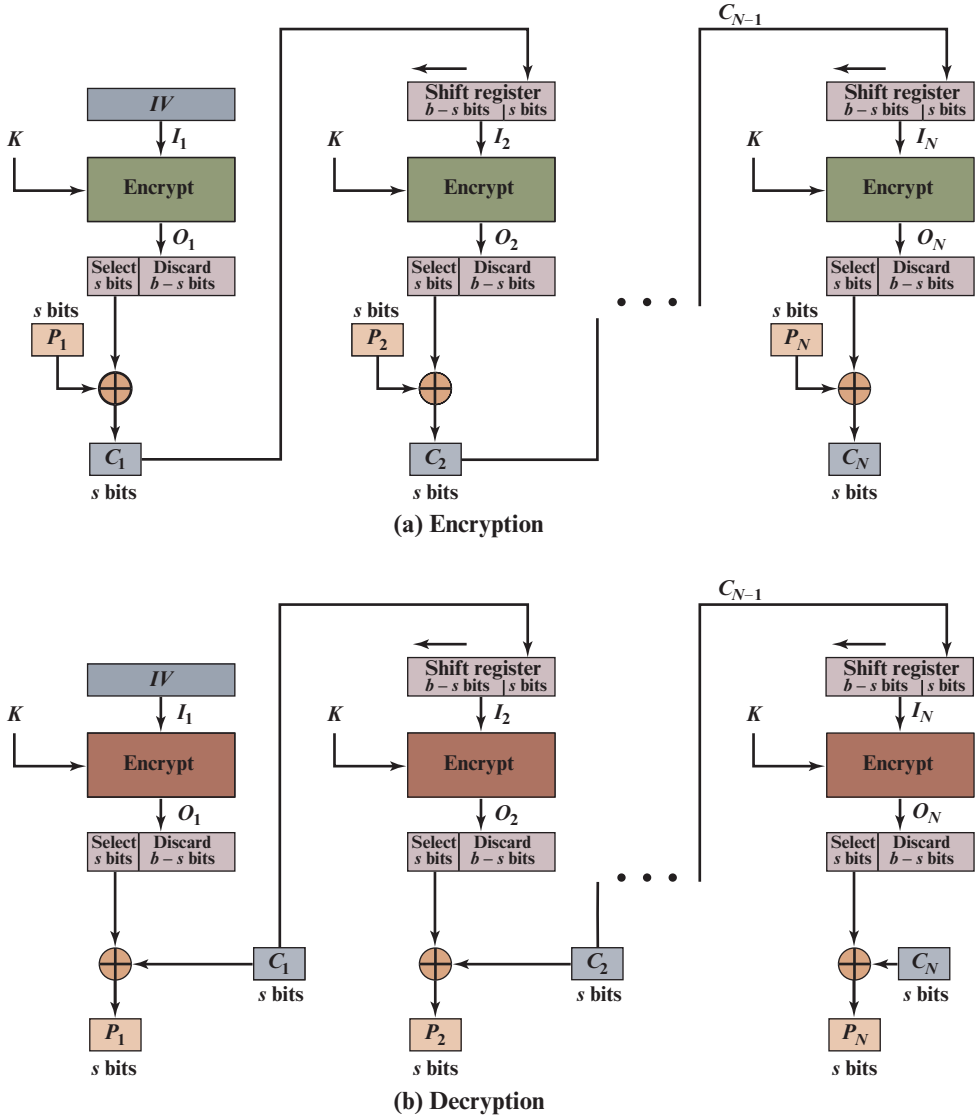 C_{N−1}
Shift register
b – s bits | s bits
Shift register
b – s bits | s bits
IV
K
I_1
K
I_2
K
I_N
Encrypt
Encrypt
Encrypt
O_1
O_2
O_N
Select Discard
s bits b – s bits
Select Discard
s bits b – s bits
Select Discard
s bits b – s bits
• • •
s bits
P_1
s bits
P_2
s bits
P_N
C_1
s bits
C_2
s bits
C_N
s bits
(a) Encryption
C_{N−1}
Shift register
b – s bits | s bits
Shift register
b – s bits | s bits
IV
K
I_1
K
I_2
K
I_N
Encrypt
Encrypt
Encrypt
O_1
O_2
O_N
Select Discard
s bits b – s bits
Select Discard
s bits b – s bits
Select Discard
s bits b – s bits
• • •
C_1
s bits
C_2
s bits
C_N
s bits
P_1
s bits
P_2
s bits
P_N
s bits
(b) Decryption